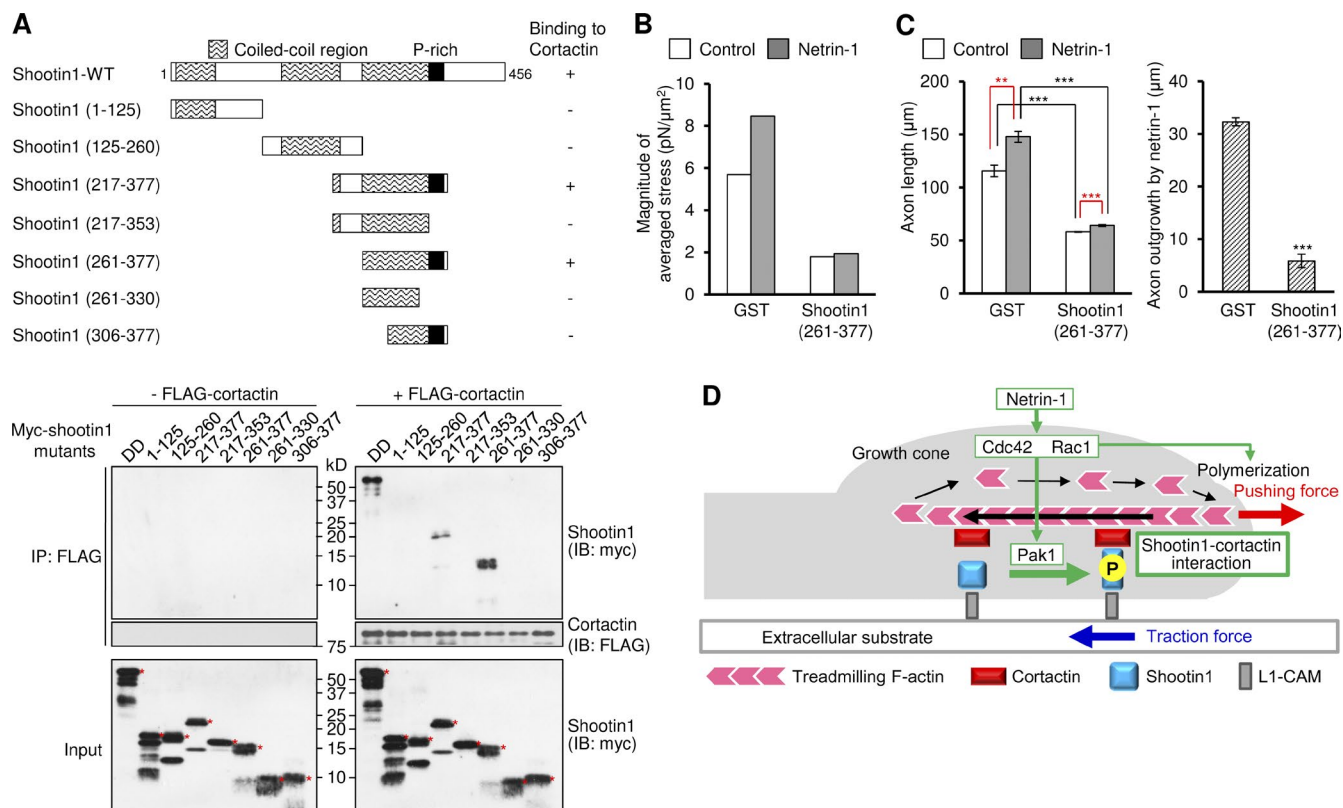 A
Coiled-coil region
P-rich
Binding to
Cortactin
Shootin1-WT 1 456 +
Shootin1 (1-125) -
Shootin1 (125-260) -
Shootin1 (217-377) +
Shootin1 (217-353) -
Shootin1 (261-377) +
Shootin1 (261-330) -
Shootin1 (306-377) -
- FLAG-cortactin
+ FLAG-cortactin
Myc-shootin1
mutants
DD 1-125 125-260 217-377 217-353 261-377 261-330 306-377
DD 1-125 125-260 217-377 217-353 261-377 261-330 306-377
kD
50
37
25
20
15
10
IP: FLAG
Shootin1
(IB: myc)
Cortactin
(IB: FLAG)
75
50
37
25
20
15
10
Input
Shootin1
(IB: myc)
B
Control Netrin-1
Magnitude of
averaged stress (pN/μm²)
10
8
6
4
2
0
GST Shootin1
(261-377)
C
Control Netrin-1
Axon length (μm)
200
150
100
50
0
** *** ***
***
GST Shootin1
(261-377)
Axon outgrowth by netrin-1 (μm)
40
30
20
10
0
***
GST Shootin1
(261-377)
D
Netrin-1
Cdc42 Rac1
Growth cone
Polymerization
Pushing force
Pak1
P
Shootin1-cortactin
interaction
Extracellular substrate
Traction force
Treadmilling F-actin
Cortactin
Shootin1
L1-CAM